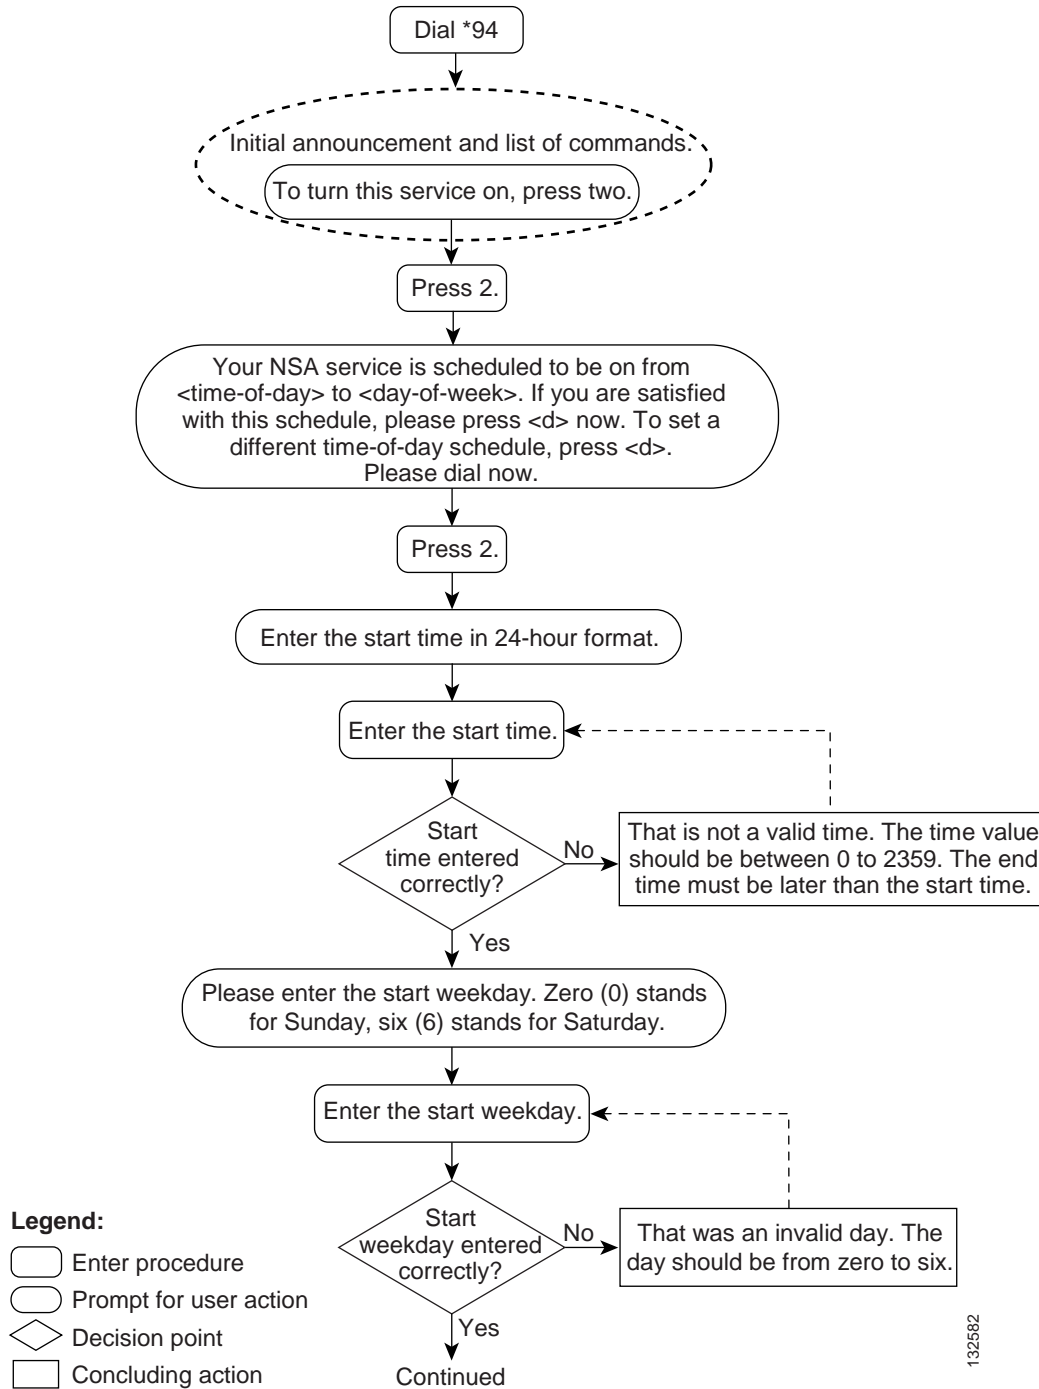 Dial *94
Initial announcement and list of commands.
To turn this service on, press two.
Press 2.
Your NSA service is scheduled to be on from
<time-of-day> to <day-of-week>. If you are satisfied
with this schedule, please press <d> now. To set a
different time-of-day schedule, press <d>.
Please dial now.
Press 2.
Enter the start time in 24-hour format.
Enter the start time.
Start
time entered
correctly?
No
That is not a valid time. The time value
should be between 0 to 2359. The end
time must be later than the start time.
Yes
Please enter the start weekday. Zero (0) stands
for Sunday, six (6) stands for Saturday.
Enter the start weekday.
Start
weekday entered
correctly?
No
That was an invalid day. The
day should be from zero to six.
Yes
Continued
Legend:
Enter procedure
Prompt for user action
Decision point
Concluding action
132582